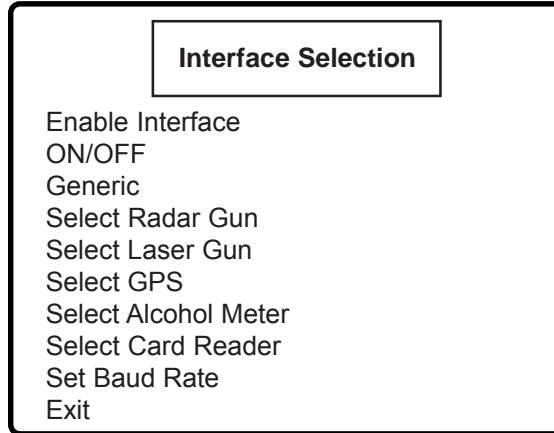 Interface Selection
Enable Interface
ON/OFF
Generic
Select Radar Gun
Select Laser Gun
Select GPS
Select Alcohol Meter
Select Card Reader
Set Baud Rate
Exit